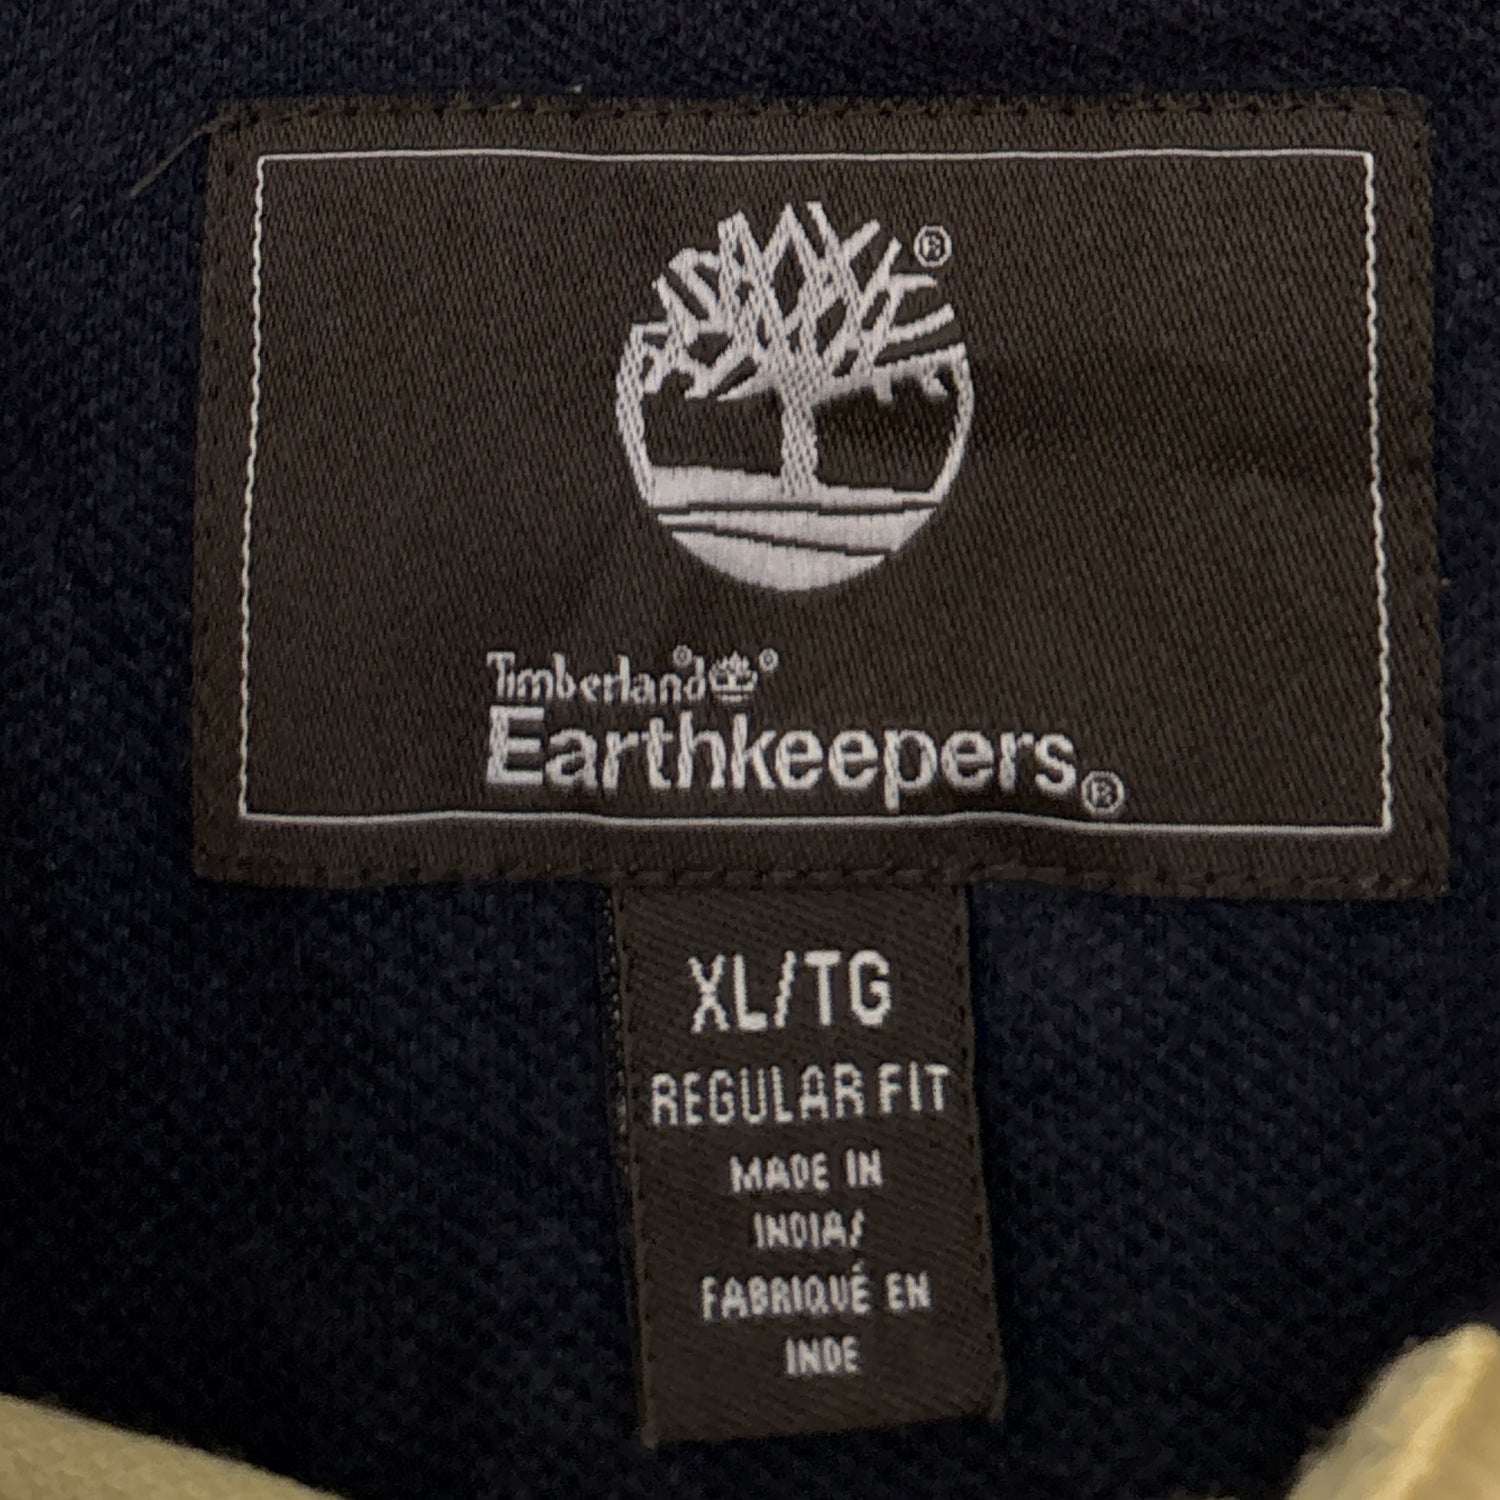 ®
Timberland® ®
Earthkeepers®
XL/TG
REGULAR FIT
MADE IN
INDIA/
FABRIQUÉ EN
INDE